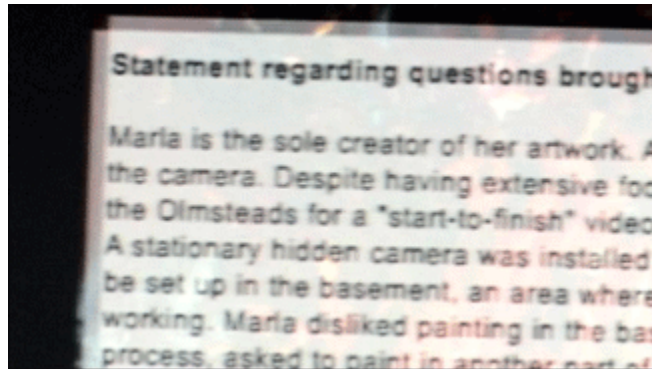 Statement regarding questions brough
Marla is the sole creator of her artwork. A
the camera. Despite having extensive foo
the Olmsteads for a "start-to-finish" video
A stationary hidden camera was installed
be set up in the basement, an area where
working. Marla disliked painting in the bas
process, asked to paint in another part of